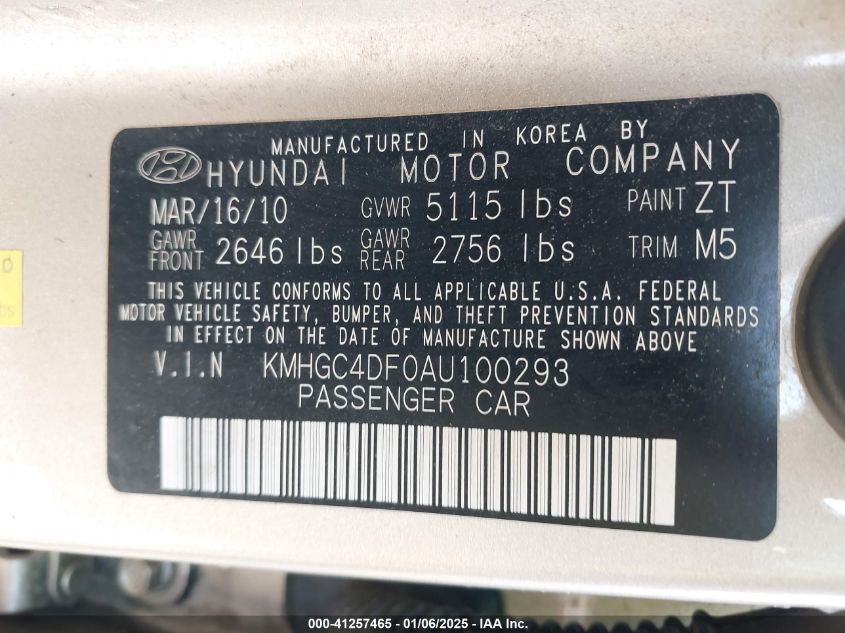 MANUFACTURED IN KOREA BY
HYUNDAI MOTOR COMPANY
MAR/16/10 GVWR 5115 lbs PAINT ZT
GAWR FRONT 2646 lbs GAWR REAR 2756 lbs TRIM M5
THIS VEHICLE CONFORMS TO ALL APPLICABLE U.S.A. FEDERAL
MOTOR VEHICLE SAFETY, BUMPER, AND THEFT PREVENTION STANDARDS
IN EFFECT ON THE DATE OF MANUFACTURE SHOWN ABOVE
V.I.N KMHGC4DF0AU100293
PASSENGER CAR
000-41257465 - 01/06/2025 - IAA Inc.